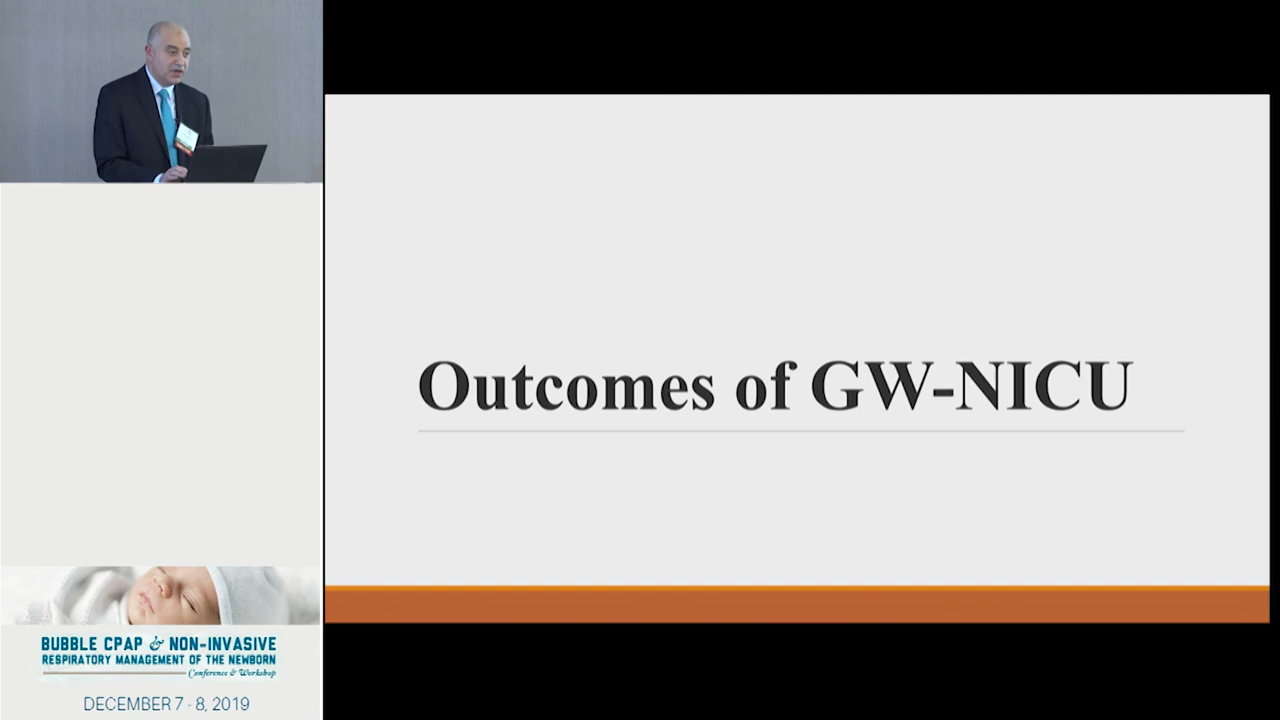 Outcomes of GW-NICU
BUBBLE CPAP & NON-INVASIVE
RESPIRATORY MANAGEMENT OF THE NEWBORN
Conference & Workshop
DECEMBER 7 - 8, 2019